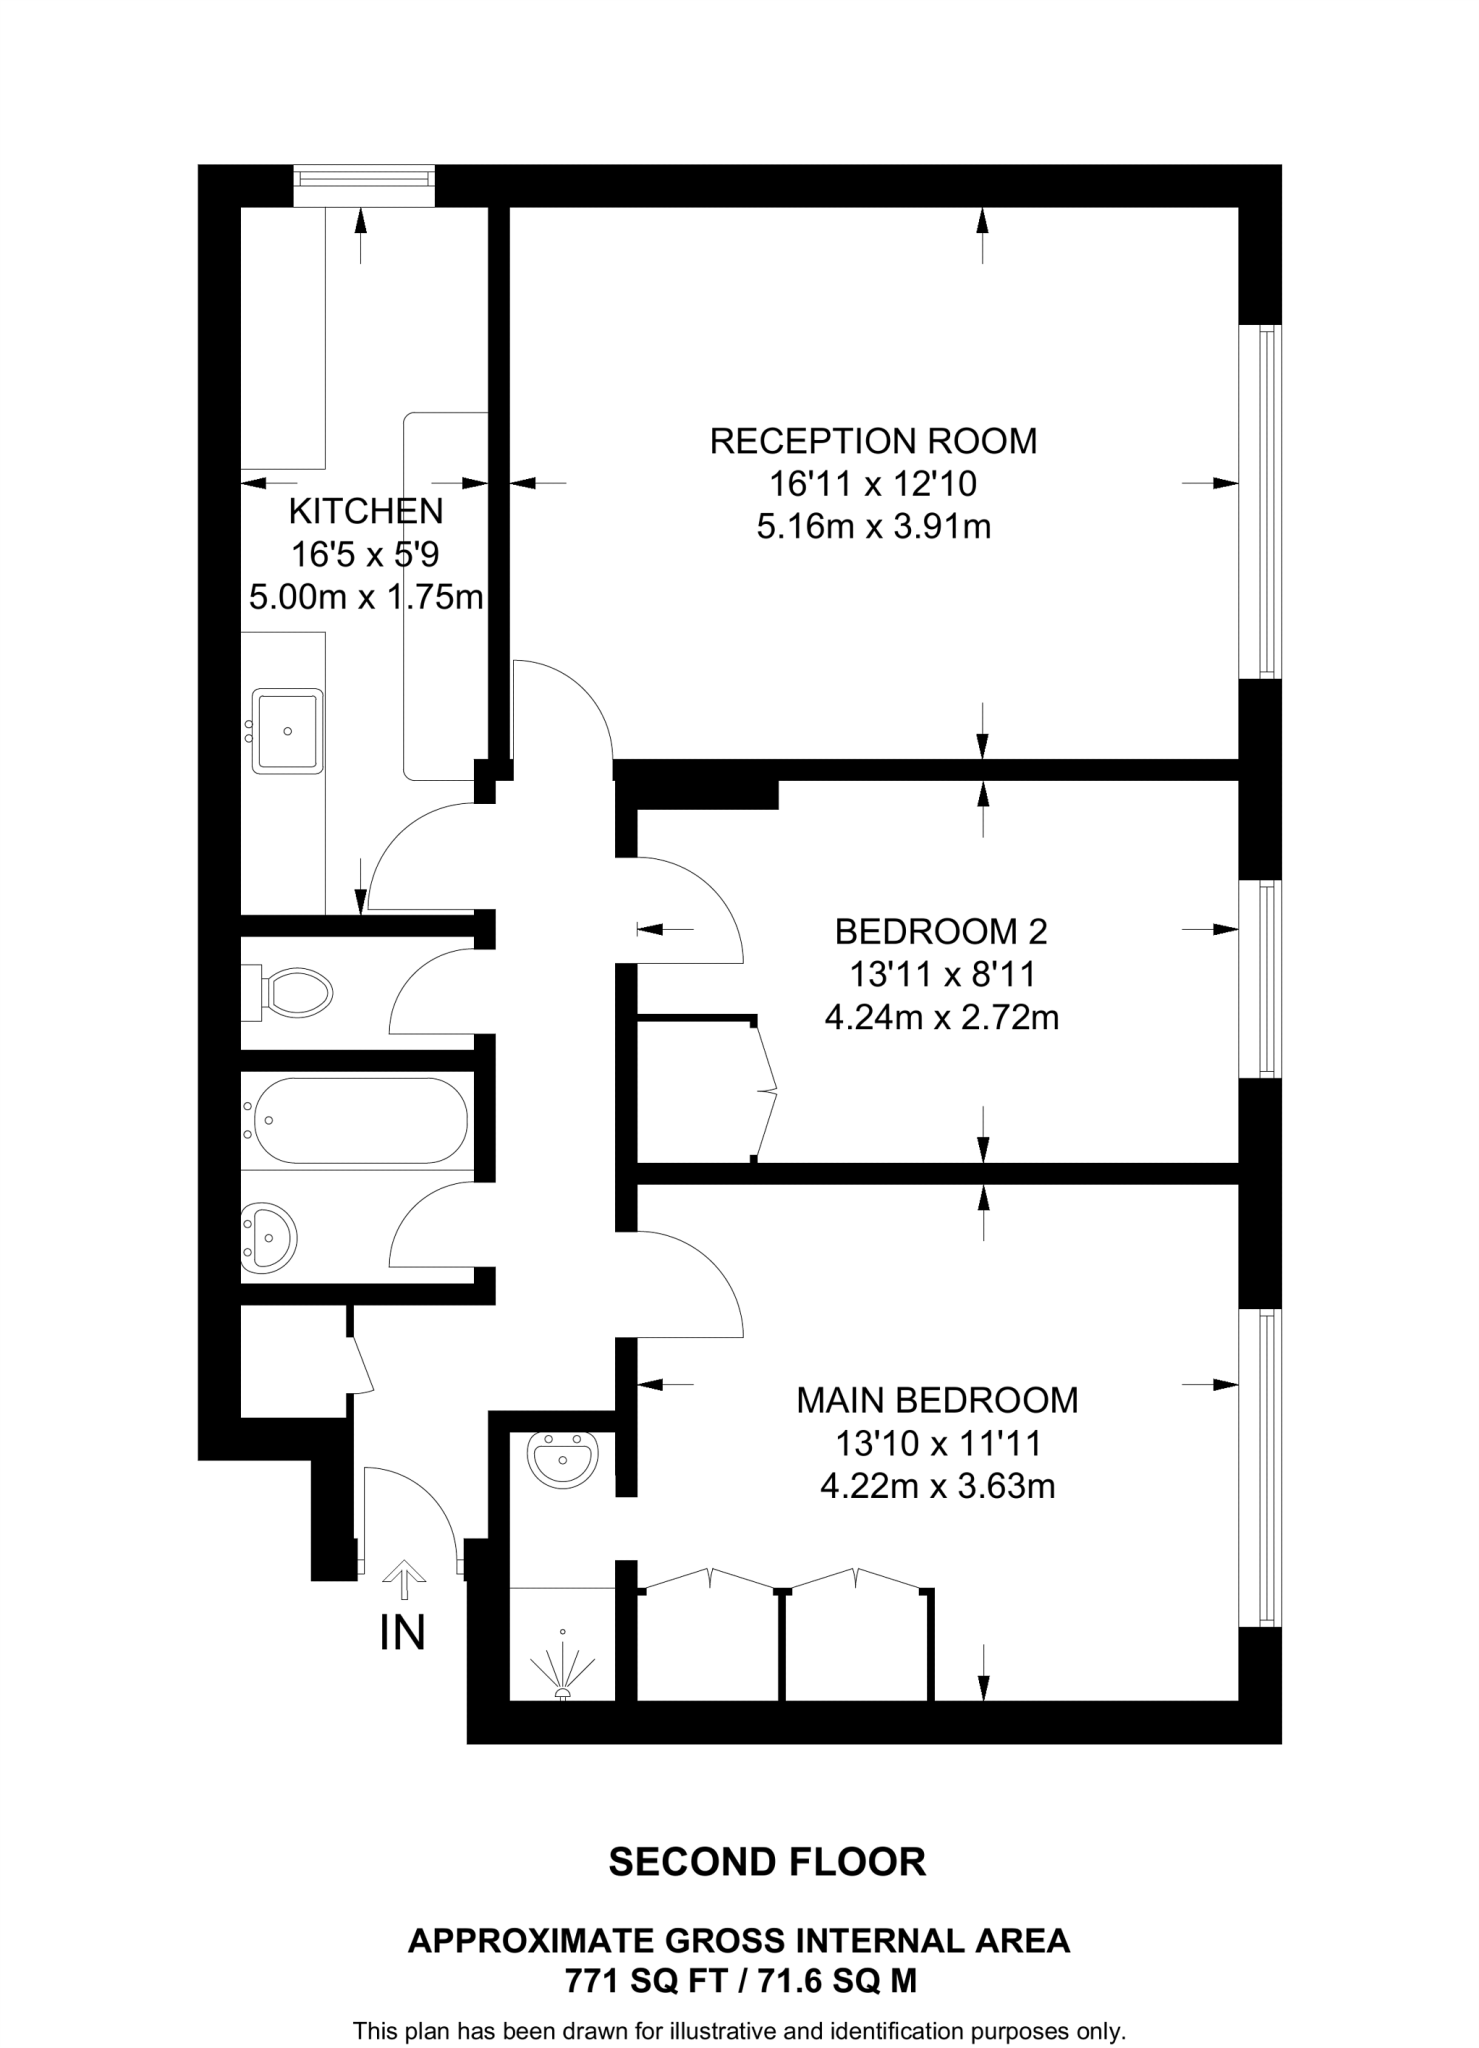 RECEPTION ROOM
16'11 x 12'10
5.16m x 3.91m
KITCHEN
16'5 x 5'9
5.00m x 1.75m
BEDROOM 2
13'11 x 8'11
4.24m x 2.72m
MAIN BEDROOM
13'10 x 11'11
4.22m x 3.63m
IN
SECOND FLOOR
APPROXIMATE GROSS INTERNAL AREA
771 SQ FT / 71.6 SQ M
This plan has been drawn for illustrative and identification purposes only.